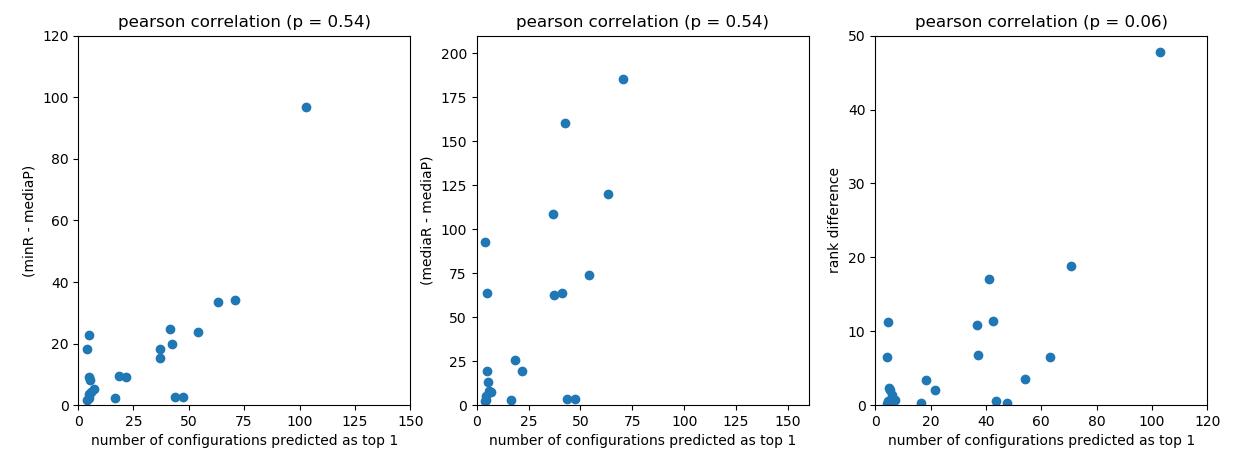 pearson correlation (p = 0.54)
120
100
80
60
40
20
0
(minR - mediaP)
0 25 50 75 100 125 150
number of configurations predicted as top 1
pearson correlation (p = 0.54)
200
175
150
125
100
75
50
25
0
(mediaR - mediaP)
0 25 50 75 100 125 150
number of configurations predicted as top 1
pearson correlation (p = 0.06)
50
40
30
20
10
0
rank difference
0 20 40 60 80 100 120
number of configurations predicted as top 1